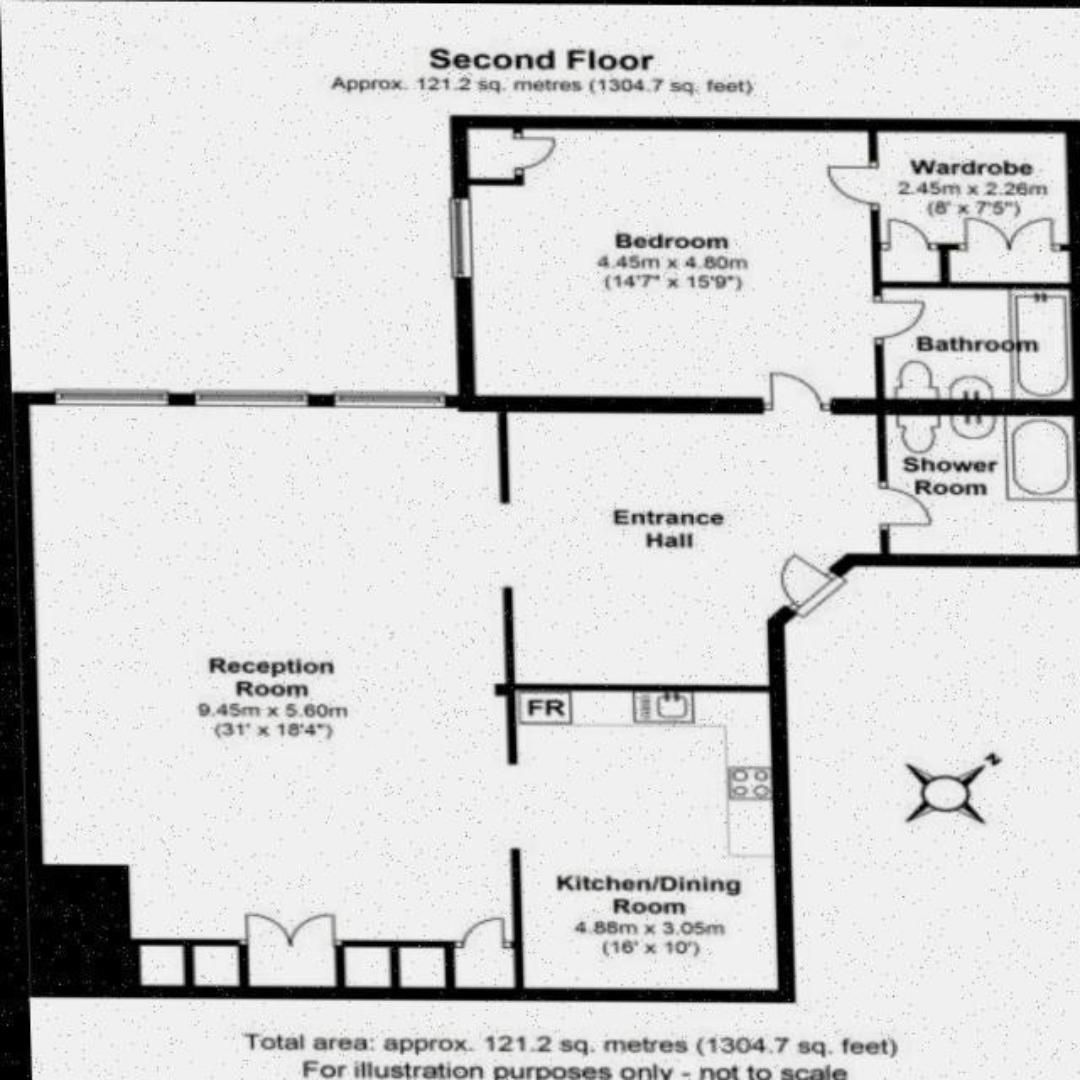 Second Floor
Approx. 121.2 sq. metres (1304.7 sq. feet)
Wardrobe
2.45m x 2.26m
(8' x 7'5")
Bedroom
4.45m x 4.80m
(14'7" x 15'9")
Bathroom
Shower
Room
Entrance
Hall
Reception
Room
9.45m x 5.60m
(31' x 18'4")
FR
N
Kitchen/Dining
Room
4.88m x 3.05m
(16' x 10')
Total area: approx. 121.2 sq. metres (1304.7 sq. feet)
For illustration purposes only - not to scale